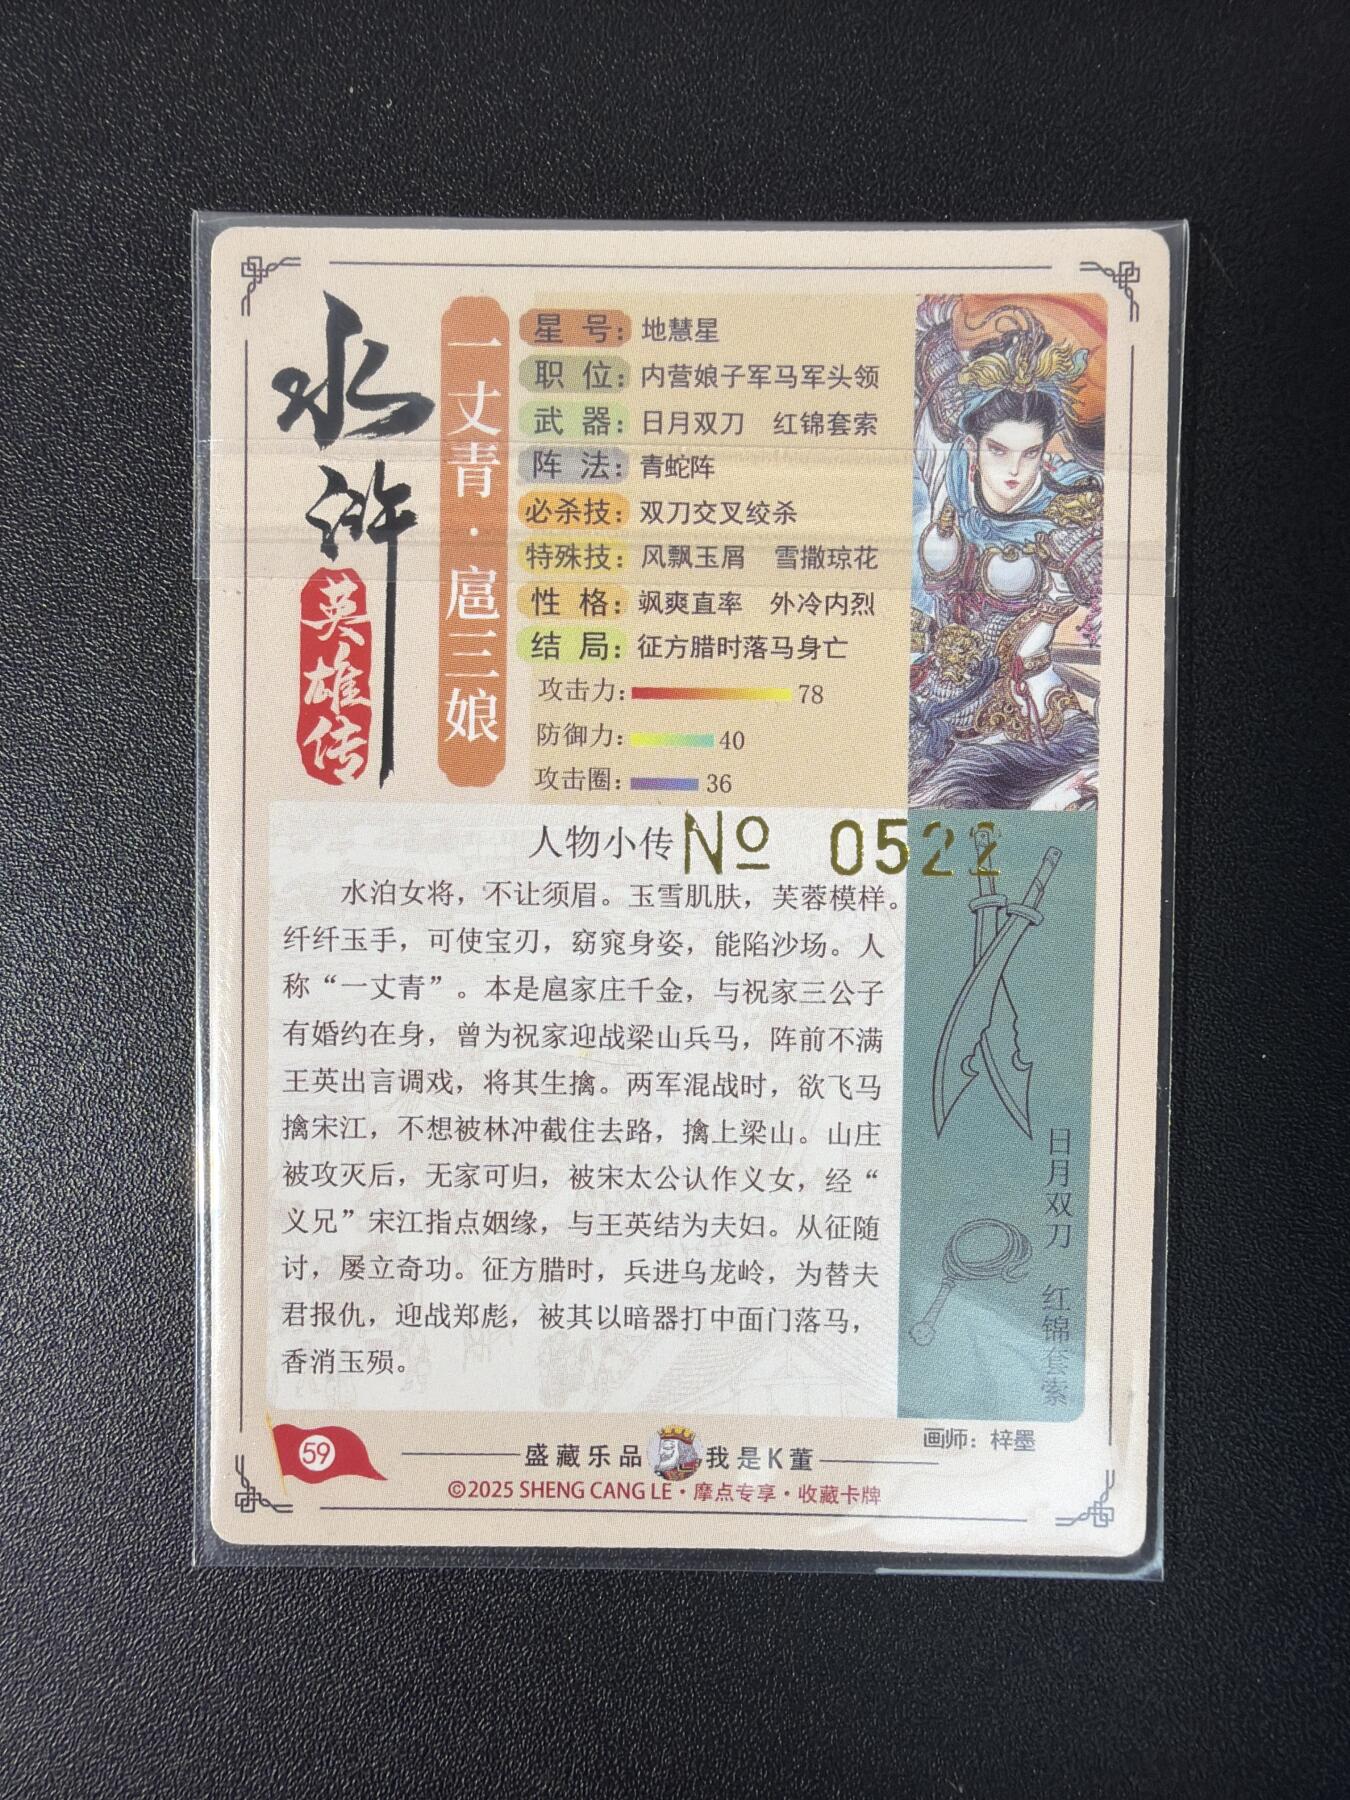 水浒
英雄传
一丈青·扈三娘
星号：地慧星
职位：内营娘子军马军头领
武器：日月双刀　红锦套索
阵法：青蛇阵
必杀技：双刀交叉绞杀
特殊技：风飘玉屑　雪撒琼花
性格：飒爽直率　外冷内烈
结局：征方腊时落马身亡
攻击力：78
防御力：40
攻击圈：36
人物小传
No 0522
水泊女将，不让须眉。玉雪肌肤，芙蓉模样。
纤纤玉手，可使宝刃，窈窕身姿，能陷沙场。人
称“一丈青”。本是扈家庄千金，与祝家三公子
有婚约在身，曾为祝家迎战梁山兵马，阵前不满
王英出言调戏，将其生擒。两军混战时，欲飞马
擒宋江，不想被林冲截住去路，擒上梁山。山庄
被攻灭后，无家可归，被宋太公认作义女，经“
义兄”宋江指点姻缘，与王英结为夫妇。从征随
讨，屡立奇功。征方腊时，兵进乌龙岭，为替夫
君报仇，迎战郑彪，被其以暗器打中面门落马，
香消玉殒。
日月双刀　红锦套索
画师：梓墨
59
盛藏乐品 我是K董
©2025 SHENG CANG LE·摩点专享·收藏卡牌